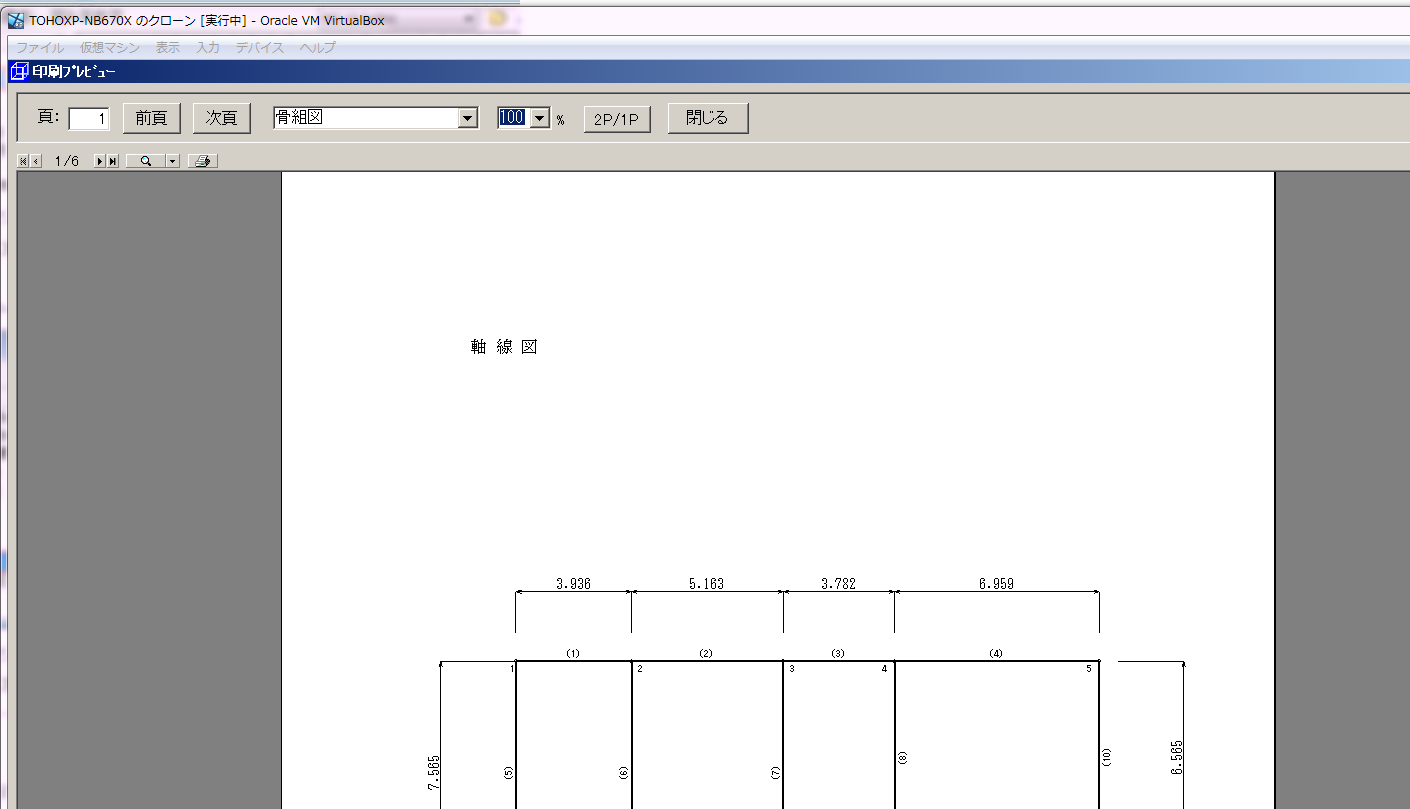 TOHOXP-NB670X のクローン [実行中] - Oracle VM VirtualBox
ファイル 仮想マシン 表示 入力 デバイス ヘルプ
印刷ﾌﾟﾚﾋﾞｭｰ
頁: 1 前頁 次頁 骨組図 100 % 2P/1P 閉じる
1/6
軸 線 図
3.936 5.163 3.782 6.959
(1) (2) (3) (4)
1 2 3 4 5
7.565 (5) (6) (7) (8) (10) 6.565